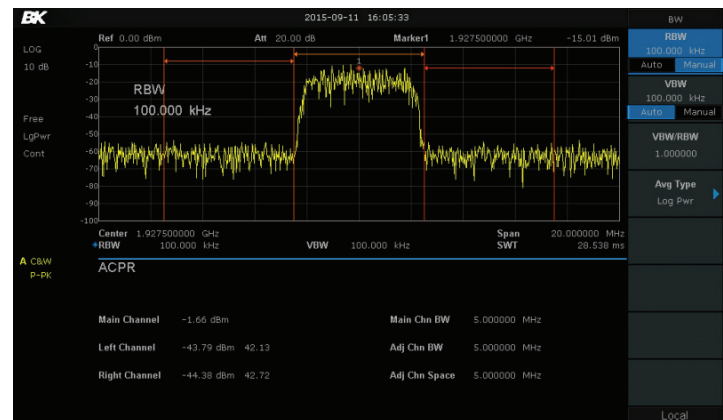 BK 2015-09-11 16:05:33 BW
Ref 0.00 dBm Att 20.00 dB Marker1 1.927500000 GHz -15.01 dBm
LOG
10 dB
Free
LgPwr
Cont
A C&W
P-PK
0
-10
-20
-30
-40
-50
-60
-70
-80
-90
-100
1
RBW
100.000 kHz
Center 1.927500000 GHz Span 20.000000 MHz
*RBW 100.000 kHz VBW 100.000 kHz SWT 28.538 ms
ACPR
Main Channel -1.66 dBm Main Chn BW 5.000000 MHz
Left Channel -43.79 dBm 42.13 Adj Chn BW 5.000000 MHz
Right Channel -44.38 dBm 42.72 Adj Chn Space 5.000000 MHz
RBW
100.000 kHz
Auto Manual
VBW
100.000 kHz
Auto Manual
VBW/RBW
1.000000
Avg Type
Log Pwr
Local